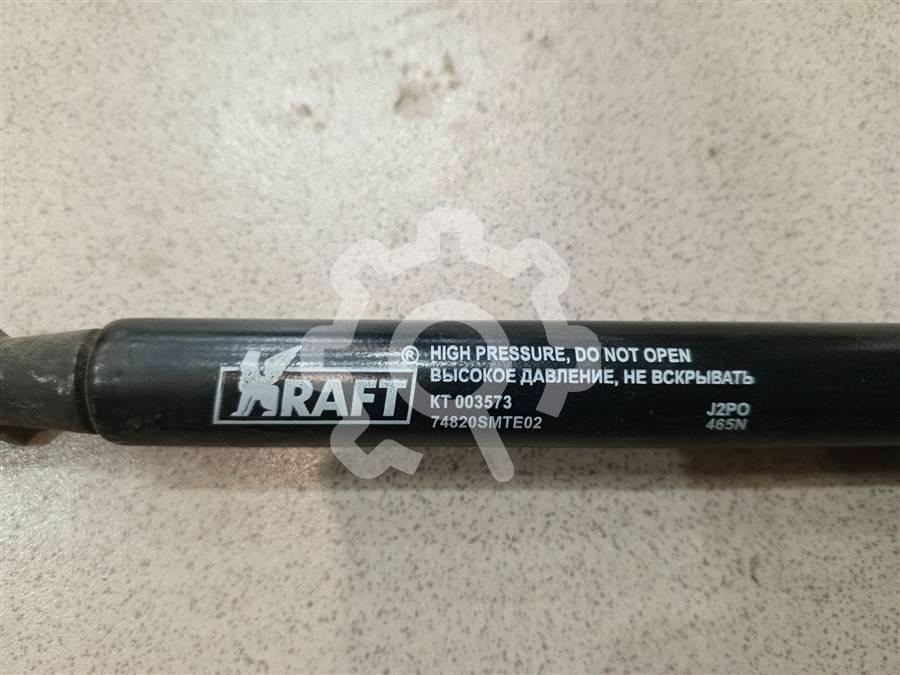 KRAFT®
HIGH PRESSURE, DO NOT OPEN
ВЫСОКОЕ ДАВЛЕНИЕ, НЕ ВСКРЫВАТЬ
KT 003573
74820SMTE02
J2PO
465N